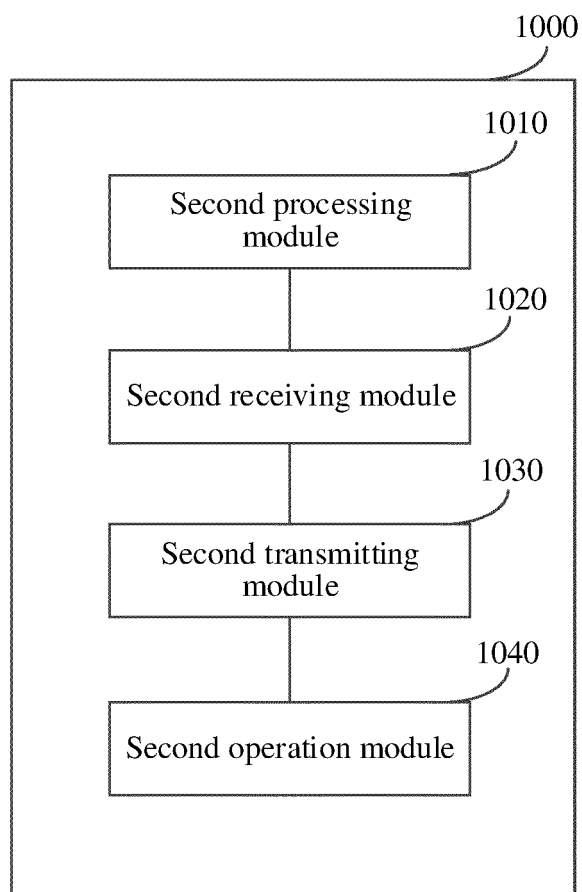 1000
1010
Second processing
module
1020
Second receiving module
1030
Second transmitting
module
1040
Second operation module